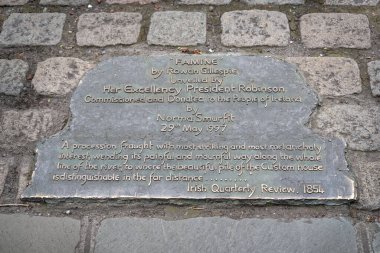 'FAMINE'
by Rowan Gillespie
Unveiled by
Her Excellency President Robinson.
Commissioned and Donated to the People of Ireland
by
Norma Smurfit
29th May 1997
A procession fraught with most striking and most melancholy
interest, wending its painful and mournful way along the whole
line of the river, to where the beautiful pile of the Custom House
is distinguishable in the far distance ..........
Irish Quarterly Review, 1854